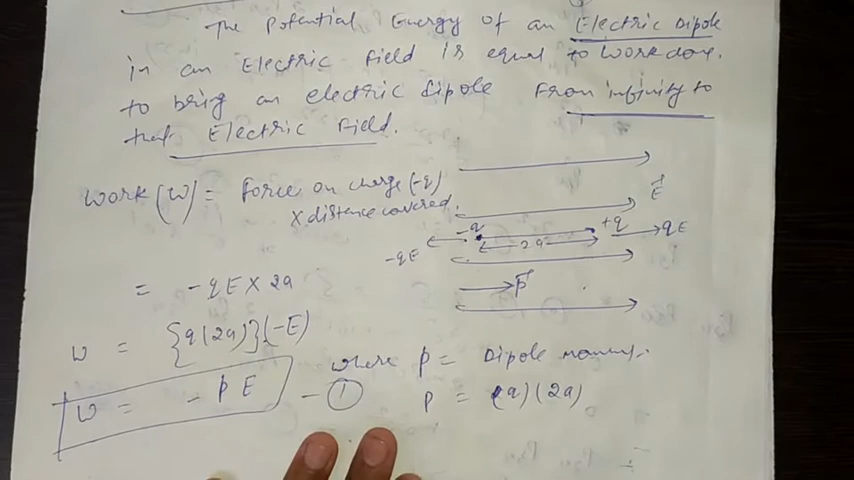 The Potential Energy of an Electric Dipole
in an Electric Field is equal to work done.
to bring an electric dipole From infinity to
that Electric Field.
Work (W) = Force on charge (-q)
X distance covered.
E
-q +q qE
2a
-qE
P
= -qE X 2a
W = {q(2a)}(-E)
where P = Dipole
W = - P E - ① P = (q)(2a)